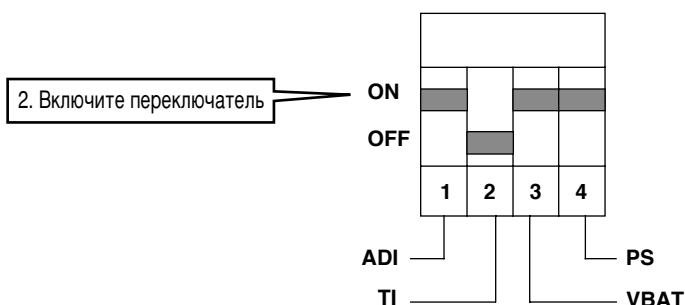 ON
2. Включите переключатель
OFF
1 2 3 4
ADI PS
TI VBAT